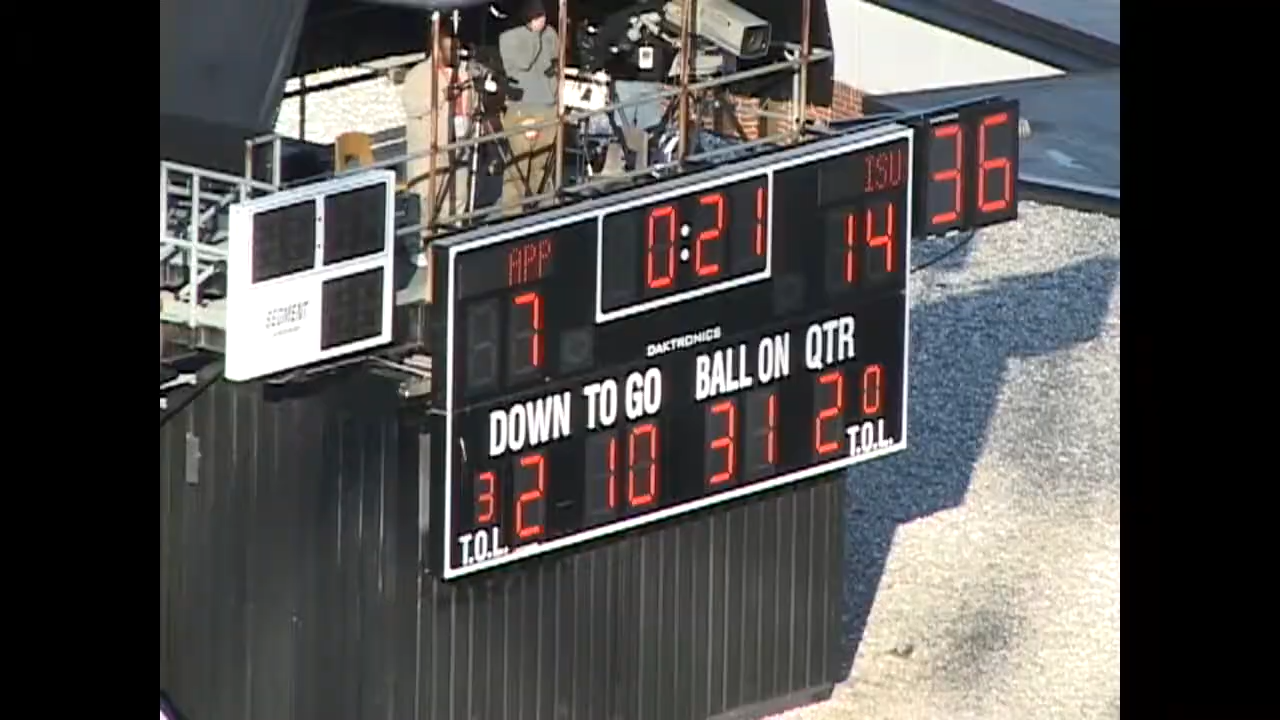 36
ISU
0:21
14
APP
7
DAKTRONICS
DOWN TO GO BALL ON QTR
3 2 10 31 2 0
T.O.L. T.O.L.
SEGMENT